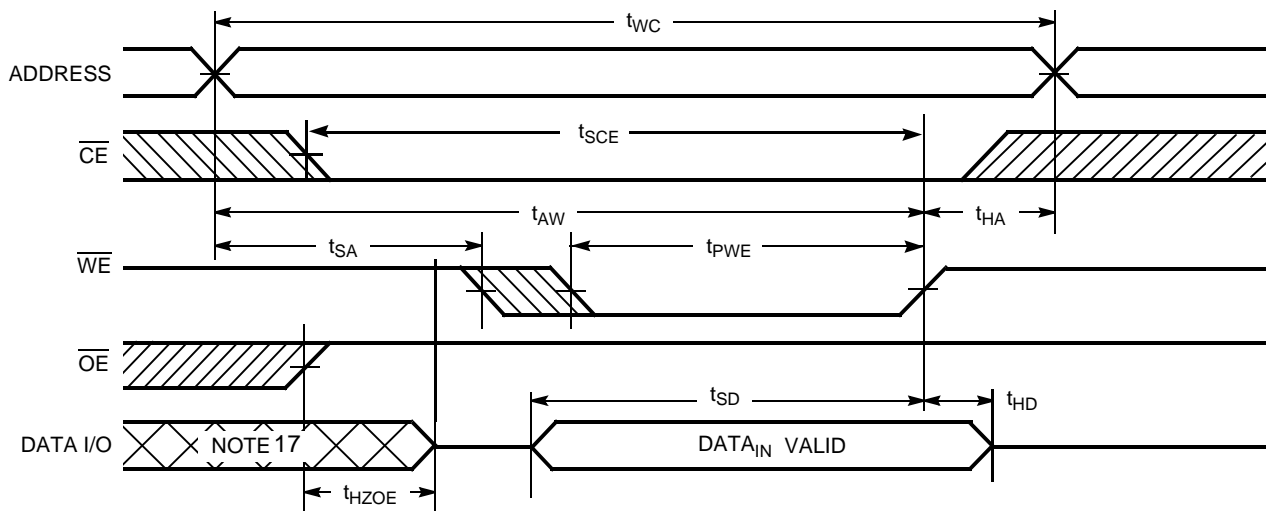 tWC
ADDRESS
tSCE
CE
tAW
tHA
tSA
tPWE
WE
OE
tSD
tHD
DATA I/O
NOTE 17
DATAIN VALID
tHZOE